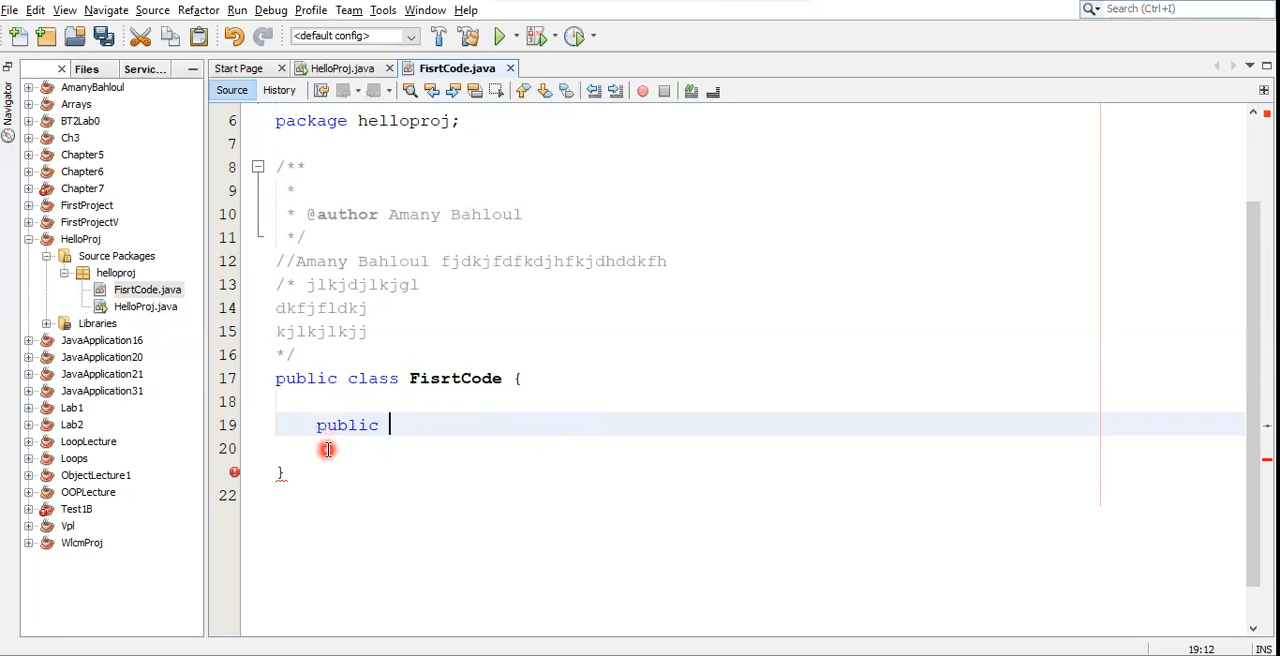 File Edit View Navigate Source Refactor Run Debug Profile Team Tools Window Help
Search (Ctrl+I)
<default config>
Files Servic...
Start Page HelloProj.java FisrtCode.java
Navigator
Source History
AmanyBahloul
Arrays
BT2Lab0
Ch3
Chapter5
Chapter6
Chapter7
FirstProject
FirstProjectV
HelloProj
Source Packages
helloproj
FisrtCode.java
HelloProj.java
Libraries
JavaApplication16
JavaApplication20
JavaApplication21
JavaApplication31
Lab1
Lab2
LoopLecture
Loops
ObjectLecture1
OOPLecture
Test1B
Vpl
WlcmProj
6 package helloproj;
7
8 /**
9 *
10 * @author Amany Bahloul
11 */
12 //Amany Bahloul fjdkjfdfkdjhfkjdhddkfh
13 /* jlkjdjlkjgl
14 dkfjfldkj
15 kjlkjlkjj
16 */
17 public class FisrtCode {
18
19 public
20
}
22
19:12 INS